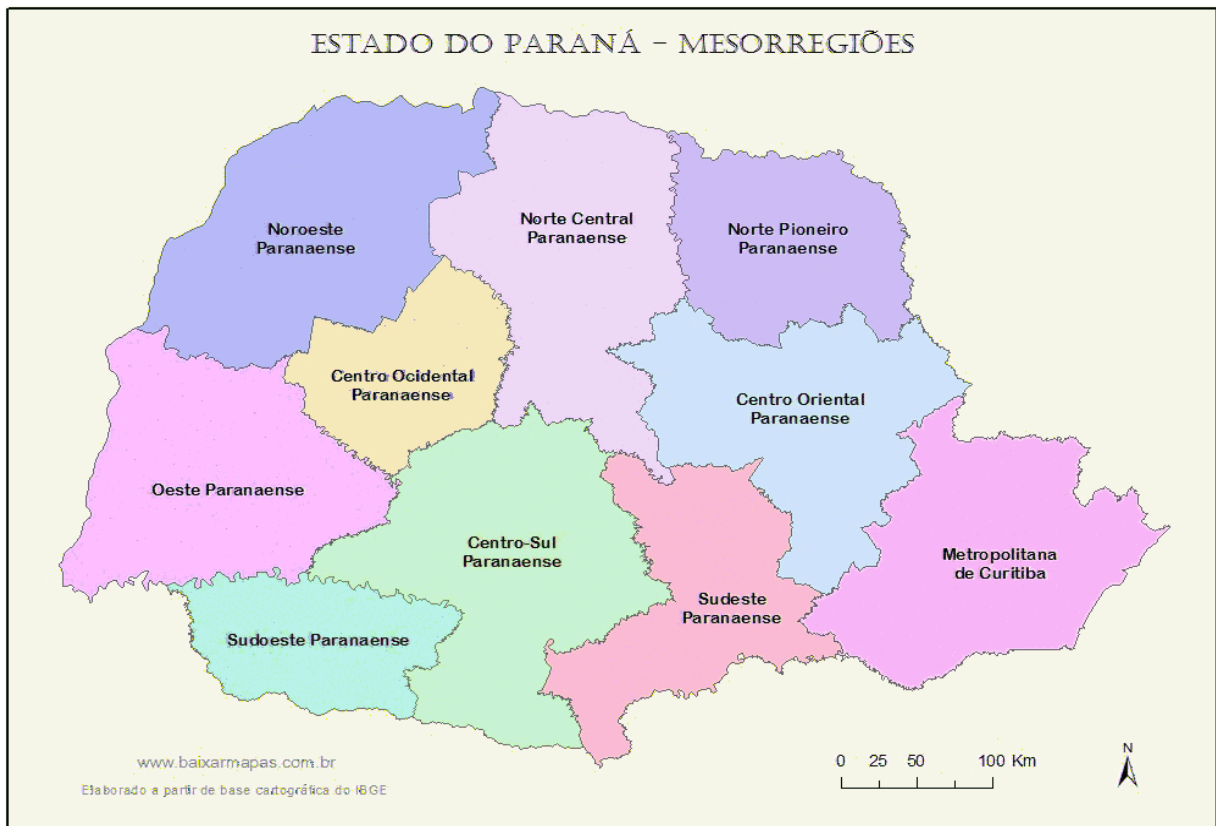 ESTADO DO PARANÁ – MESORREGIÕES
Noroeste
Paranaense
Norte Central
Paranaense
Norte Pioneiro
Paranaense
Centro Ocidental
Paranaense
Centro Oriental
Paranaense
Oeste Paranaense
Centro-Sul
Paranaense
Metropolitana
de Curitiba
Sudeste
Paranaense
Sudoeste Paranaense
www.baixarmapas.com.br
Elaborado a partir de base cartográfica do IBGE
0 25 50 100 Km
N